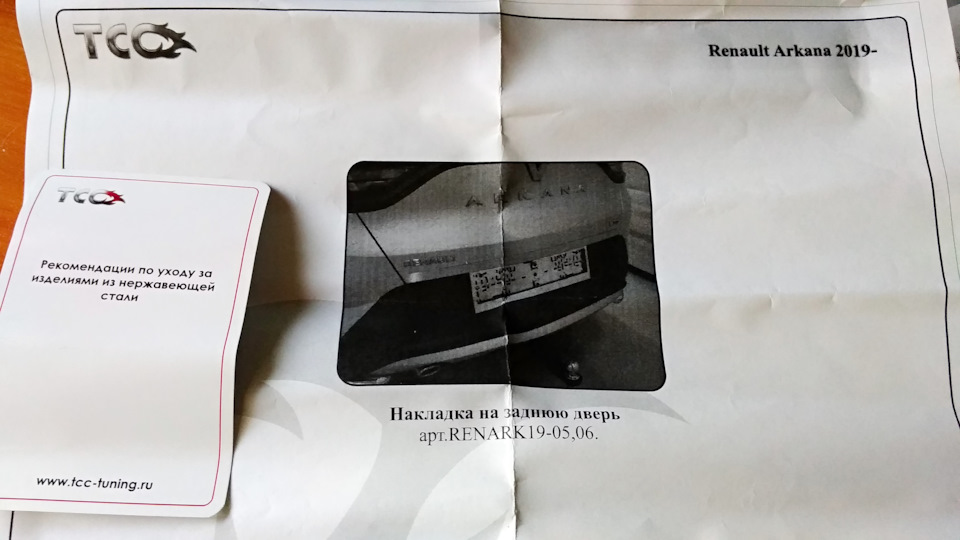 TCC
Renault Arkana 2019-
ARKANA
RENAULT
Накладка на заднюю дверь
арт.RENARK19-05,06.
TCC
Рекомендации по уходу за
изделиями из нержавеющей
стали
www.tcc-tuning.ru